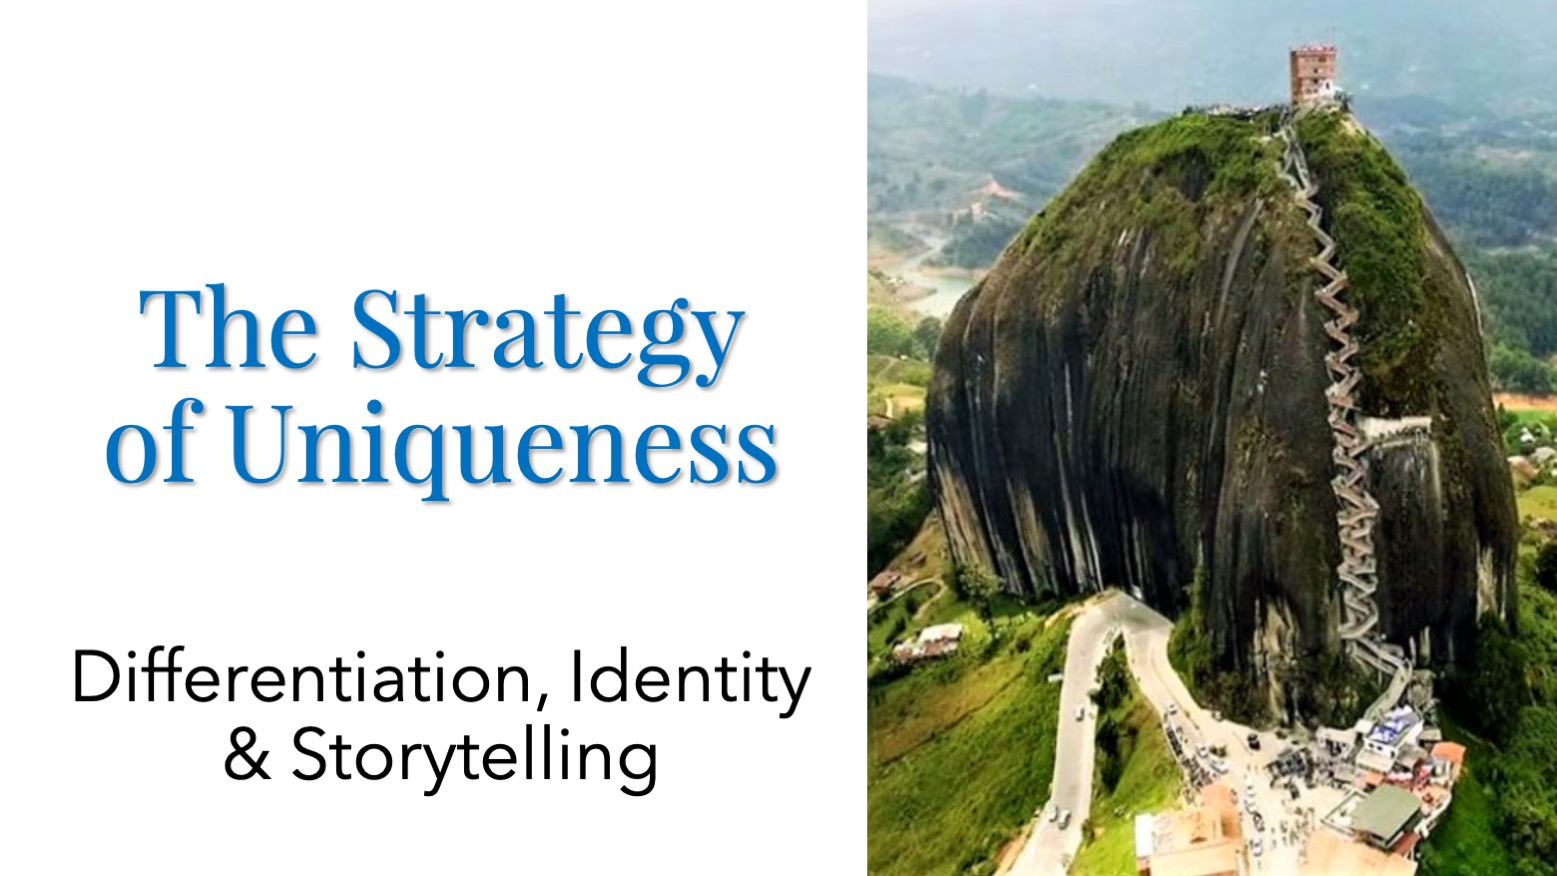 The Strategy
of Uniqueness
Differentiation, Identity
& Storytelling